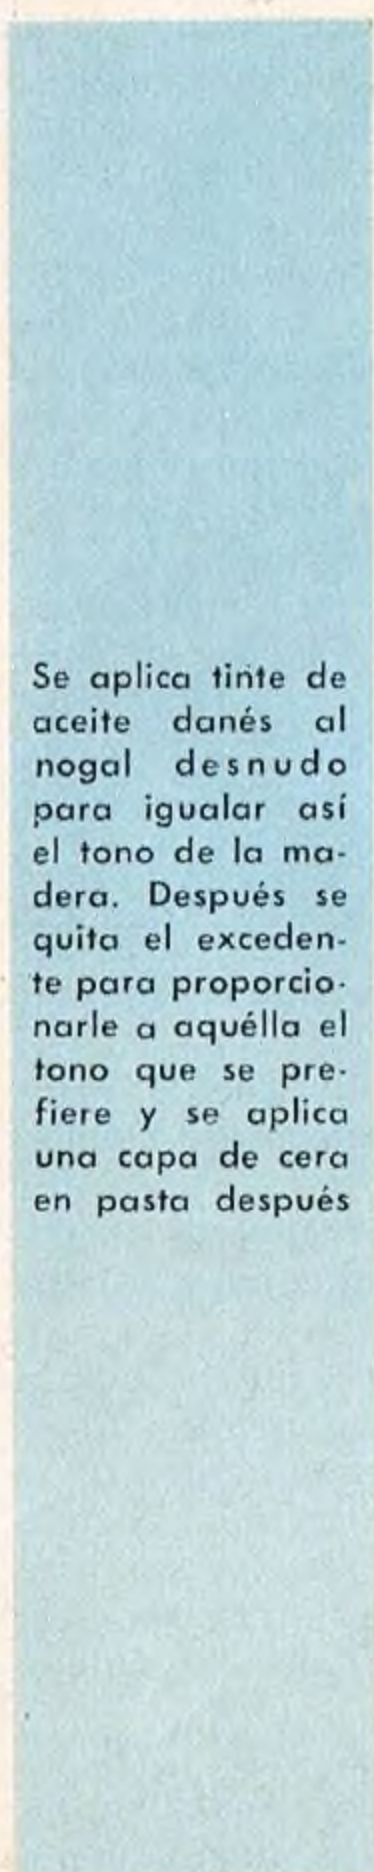 Se aplica tinte de
aceite danés al
nogal desnudo
para igualar así
el tono de la ma-
dera. Después se
quita el exceden-
te para proporcio-
narle a aquélla el
tono que se pre-
fiere y se aplica
una capa de cera
en pasta después